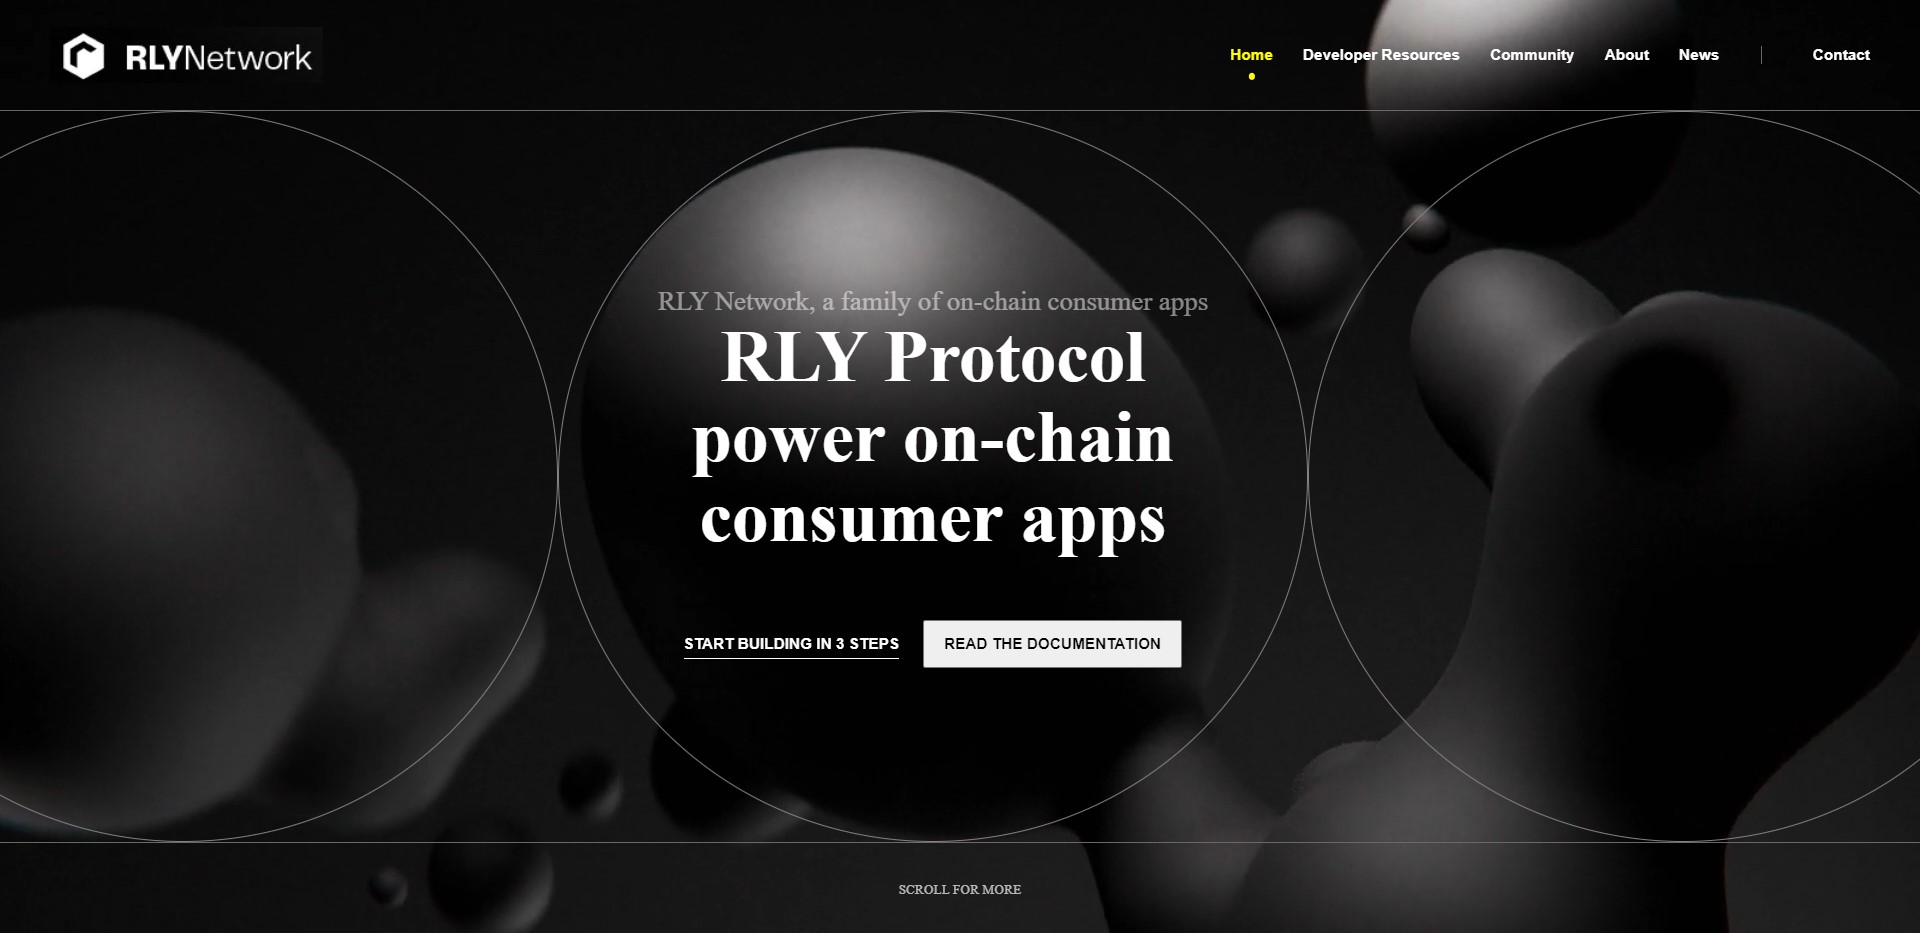 RLYNetwork
Home Developer Resources Community About News Contact
RLY Network, a family of on-chain consumer apps
RLY Protocol
power on-chain
consumer apps
START BUILDING IN 3 STEPS READ THE DOCUMENTATION
SCROLL FOR MORE